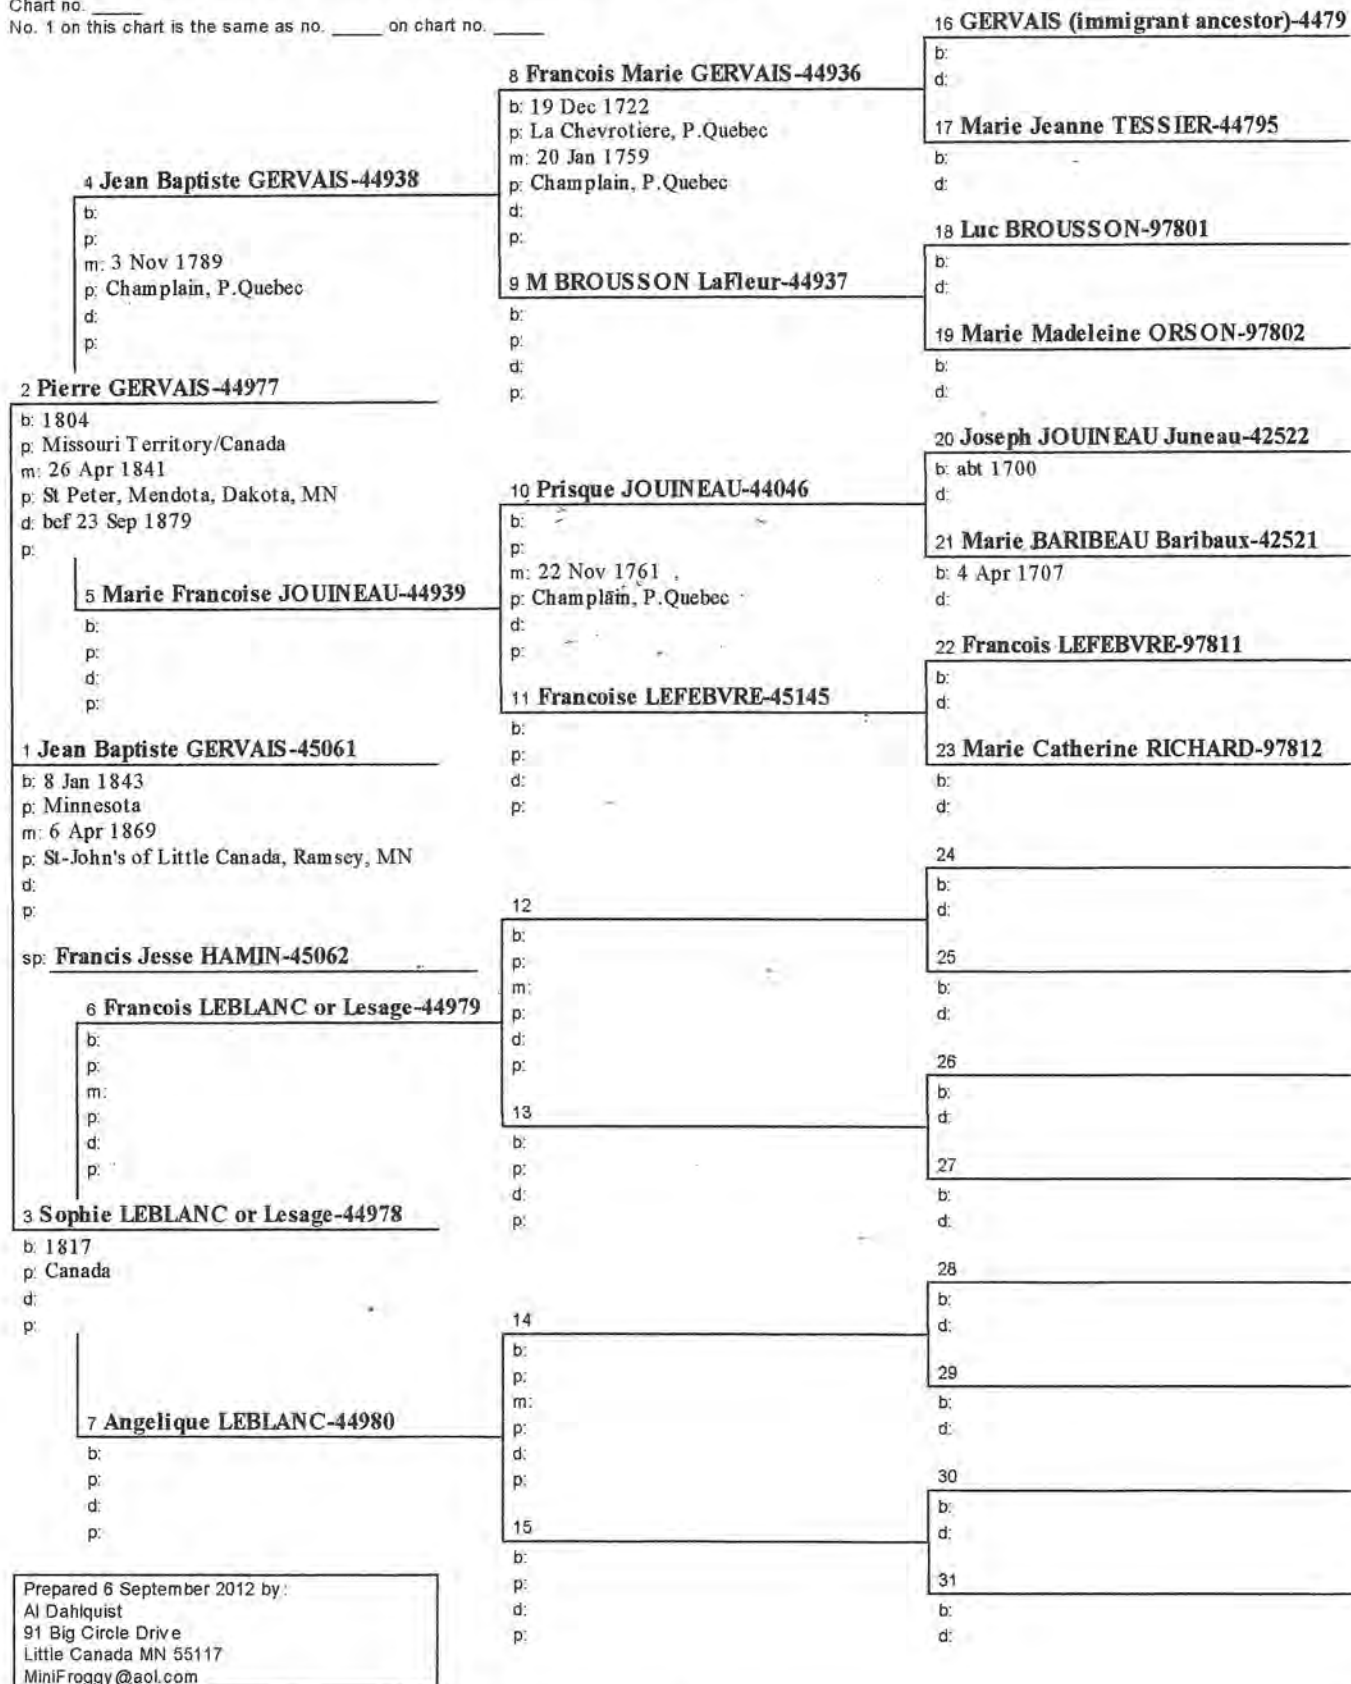 Chart no. _____
No. 1 on this chart is the same as no. _____ on chart no. _____
16 GERVAIS (immigrant ancestor)-4479
b:
d:
8 Francois Marie GERVAIS-44936
b: 19 Dec 1722
p: La Chevrotiere, P.Quebec
m: 20 Jan 1759
p: Champlain, P.Quebec
d:
p:
17 Marie Jeanne TESSIER-44795
b:
d:
4 Jean Baptiste GERVAIS-44938
b:
p:
m: 3 Nov 1789
p: Champlain, P.Quebec
d:
p:
18 Luc BROUSSON-97801
b:
d:
9 M BROUSSON LaFleur-44937
b:
p:
d:
p:
19 Marie Madeleine ORSON-97802
b:
d:
2 Pierre GERVAIS-44977
b: 1804
p: Missouri Territory/Canada
m: 26 Apr 1841
p: St Peter, Mendota, Dakota, MN
d: bef 23 Sep 1879
p:
20 Joseph JOUINEAU Juneau-42522
b: abt 1700
d:
10 Prisque JOUINEAU-44046
b:
p:
m: 22 Nov 1761
p: Champlain, P.Quebec
d:
p:
21 Marie BARIBEAU Baribaux-42521
b: 4 Apr 1707
d:
5 Marie Francoise JOUINEAU-44939
b:
p:
d:
p:
22 Francois LEFEBVRE-97811
b:
d:
11 Francoise LEFEBVRE-45145
b:
p:
d:
p:
23 Marie Catherine RICHARD-97812
b:
d:
1 Jean Baptiste GERVAIS-45061
b: 8 Jan 1843
p: Minnesota
m: 6 Apr 1869
p: St-John's of Little Canada, Ramsey, MN
d:
p:
sp: Francis Jesse HAMIN-45062
24
b:
d:
12
b:
p:
m:
p:
d:
p:
25
b:
d:
6 Francois LEBLANC or Lesage-44979
b:
p:
m:
p:
d:
p:
26
b:
d:
13
b:
p:
d:
p:
27
b:
d:
3 Sophie LEBLANC or Lesage-44978
b: 1817
p: Canada
d:
p:
28
b:
d:
14
b:
p:
m:
p:
d:
p:
29
b:
d:
7 Angelique LEBLANC-44980
b:
p:
d:
p:
30
b:
d:
15
b:
p:
d:
p:
31
b:
d:
Prepared 6 September 2012 by:
Al Dahlquist
91 Big Circle Drive
Little Canada MN 55117
MiniFroggy@aol.com